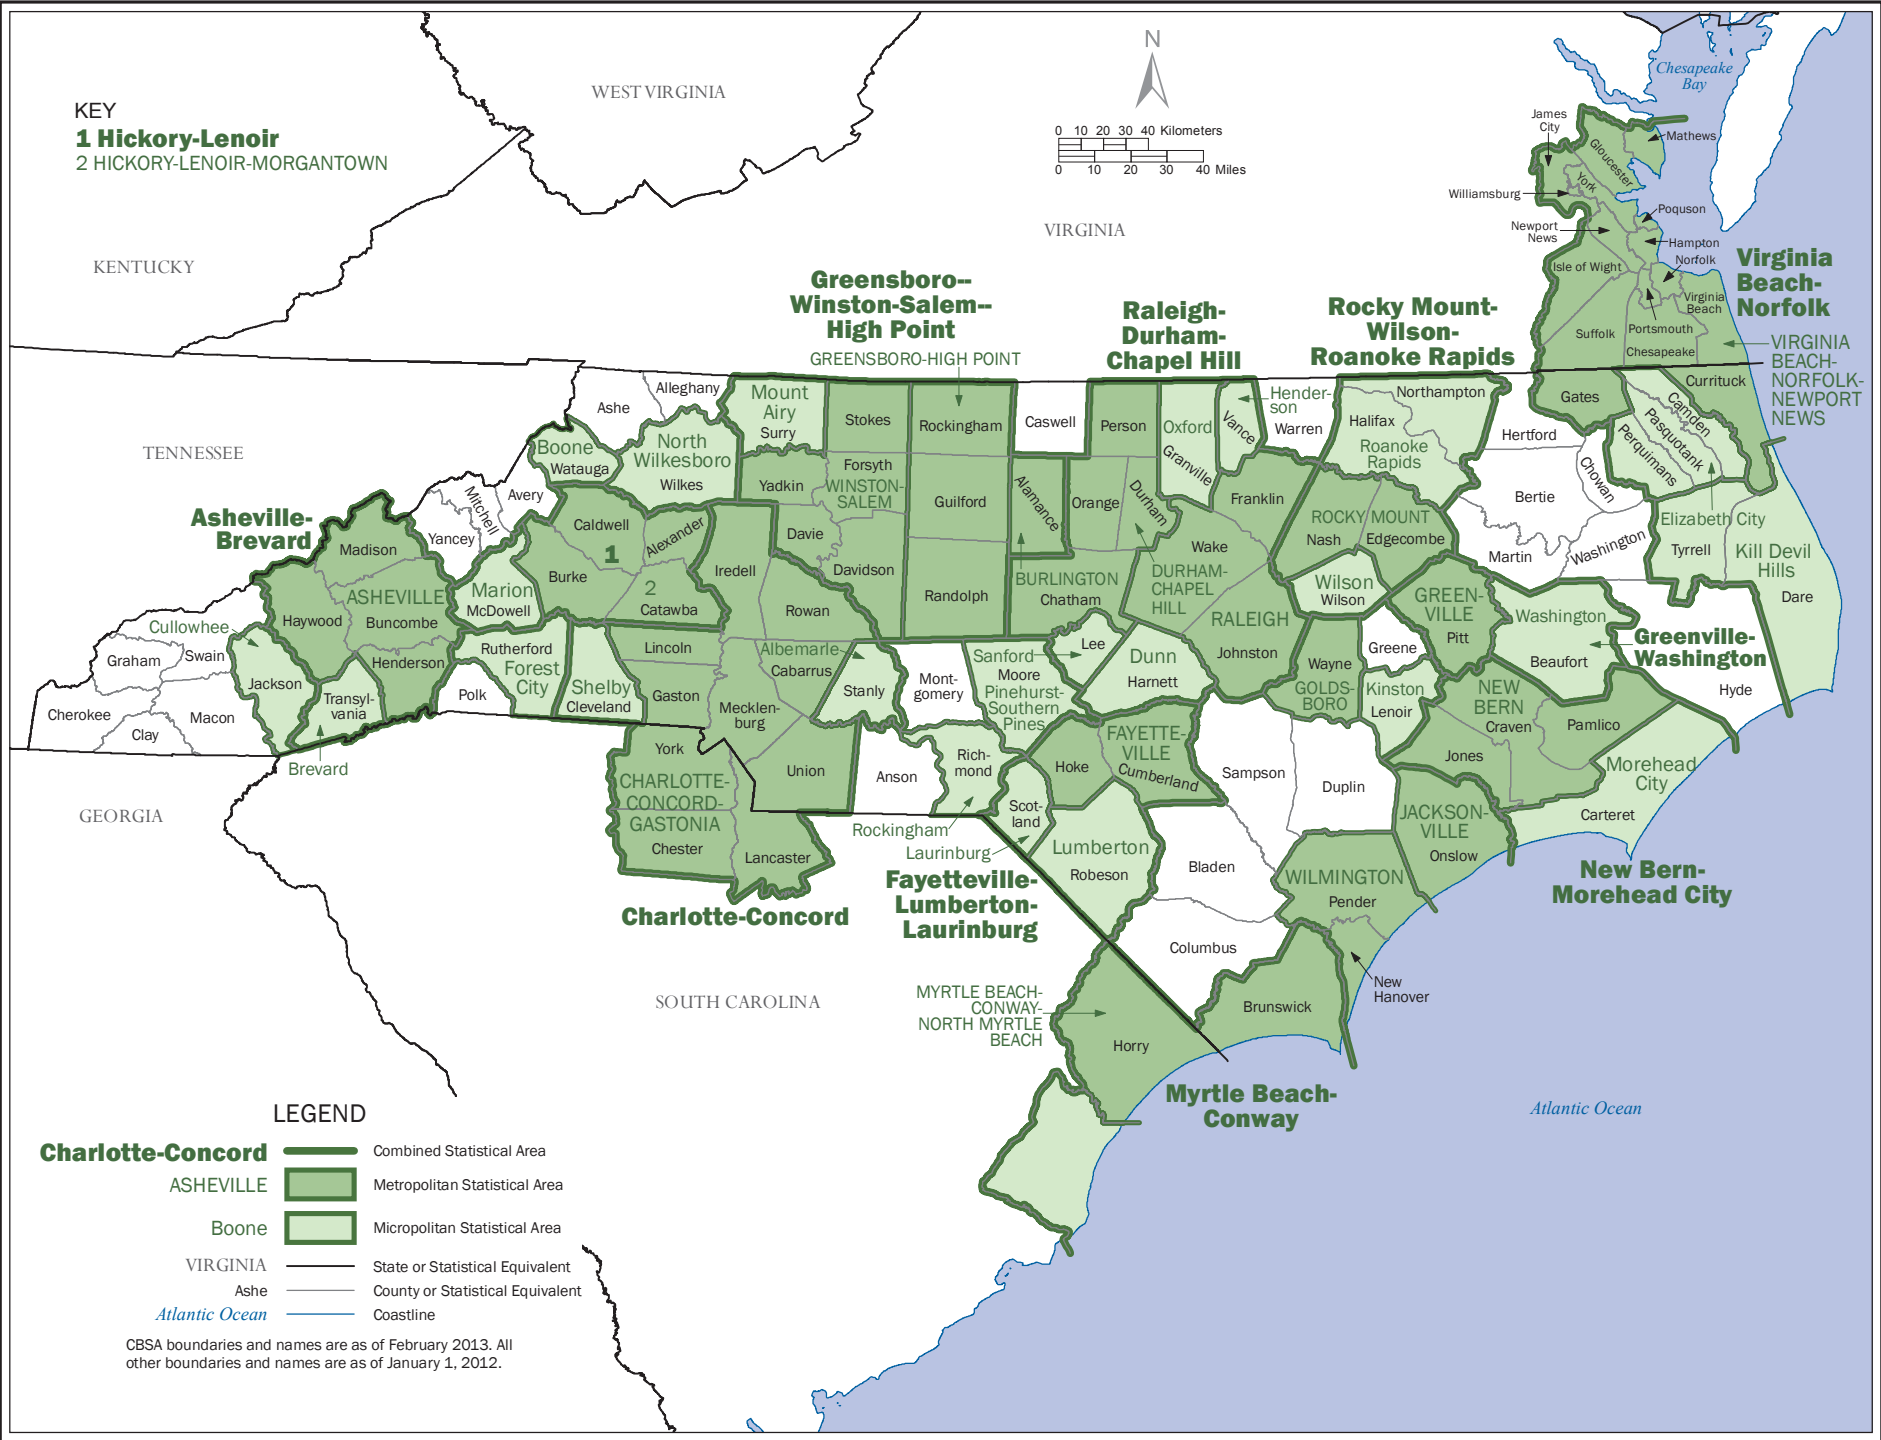 KEY
1 Hickory-Lenoir
2 HICKORY-LENOIR-MORGANTOWN
WEST VIRGINIA
KENTUCKY
VIRGINIA
TENNESSEE
GEORGIA
SOUTH CAROLINA
N
0 10 20 30 40 Kilometers
0 10 20 30 40 Miles
Chesapeake
Bay
James
City
Mathews
Gloucester
York
Williamsburg
Poquson
Newport
News
Hampton
Norfolk
Isle of Wight
Virginia
Beach
Portsmouth
Suffolk
Chesapeake
Virginia
Beach-
Norfolk
VIRGINIA
BEACH-
NORFOLK-
NEWPORT
NEWS
Greensboro--
Winston-Salem--
High Point
GREENSBORO-HIGH POINT
Raleigh-
Durham-
Chapel Hill
Rocky Mount-
Wilson-
Roanoke Rapids
Ashe
Alleghany
Mount
Airy
Surry
Stokes
Rockingham
Caswell
Person
Oxford
Granville
Vance
Hender-
son
Warren
Northampton
Halifax
Roanoke
Rapids
Hertford
Gates
Currituck
Camden
Pasquotank
Perquimans
Chowan
Bertie
Elizabeth City
Boone
Watauga
North
Wilkesboro
Wilkes
Yadkin
Forsyth
WINSTON-
SALEM
Guilford
Alamance
Orange
Durham
Franklin
ROCKY MOUNT
Nash
Edgecombe
Martin
Washington
Tyrrell
Kill Devil
Hills
Dare
Asheville-
Brevard
Mitchell
Avery
Yancey
Madison
Caldwell
Alexander
1
Burke
2
Catawba
Iredell
Davie
Davidson
Rowan
Randolph
BURLINGTON
Chatham
DURHAM-
CHAPEL
HILL
Wake
RALEIGH
Johnston
Wilson
Wilson
GREEN-
VILLE
Pitt
Washington
Beaufort
Greenville-
Washington
Hyde
Marion
McDowell
ASHEVILLE
Buncombe
Haywood
Cullowhee
Graham
Swain
Jackson
Henderson
Transyl-
vania
Brevard
Cherokee
Macon
Clay
Polk
Rutherford
Forest
City
Shelby
Cleveland
Lincoln
Gaston
Mecklen-
burg
Albemarle
Cabarrus
Stanly
Mont-
gomery
Sanford
Lee
Moore
Pinehurst-
Southern
Pines
Dunn
Harnett
Wayne
GOLDS-
BORO
Greene
Kinston
Lenoir
NEW
BERN
Craven
Pamlico
Jones
Morehead
City
Carteret
York
CHARLOTTE-
CONCORD-
GASTONIA
Chester
Lancaster
Union
Anson
Rich-
mond
Rockingham
Scot-
land
Laurinburg
Hoke
FAYETTE-
VILLE
Cumberland
Sampson
Duplin
JACKSON-
VILLE
Onslow
Lumberton
Robeson
Bladen
WILMINGTON
Pender
Columbus
New
Hanover
Brunswick
Charlotte-Concord
Fayetteville-
Lumberton-
Laurinburg
New Bern-
Morehead City
MYRTLE BEACH-
CONWAY-
NORTH MYRTLE
BEACH
Horry
Myrtle Beach-
Conway
Atlantic Ocean
LEGEND
Charlotte-Concord Combined Statistical Area
ASHEVILLE Metropolitan Statistical Area
Boone Micropolitan Statistical Area
VIRGINIA State or Statistical Equivalent
Ashe County or Statistical Equivalent
Atlantic Ocean Coastline
CBSA boundaries and names are as of February 2013. All
other boundaries and names are as of January 1, 2012.